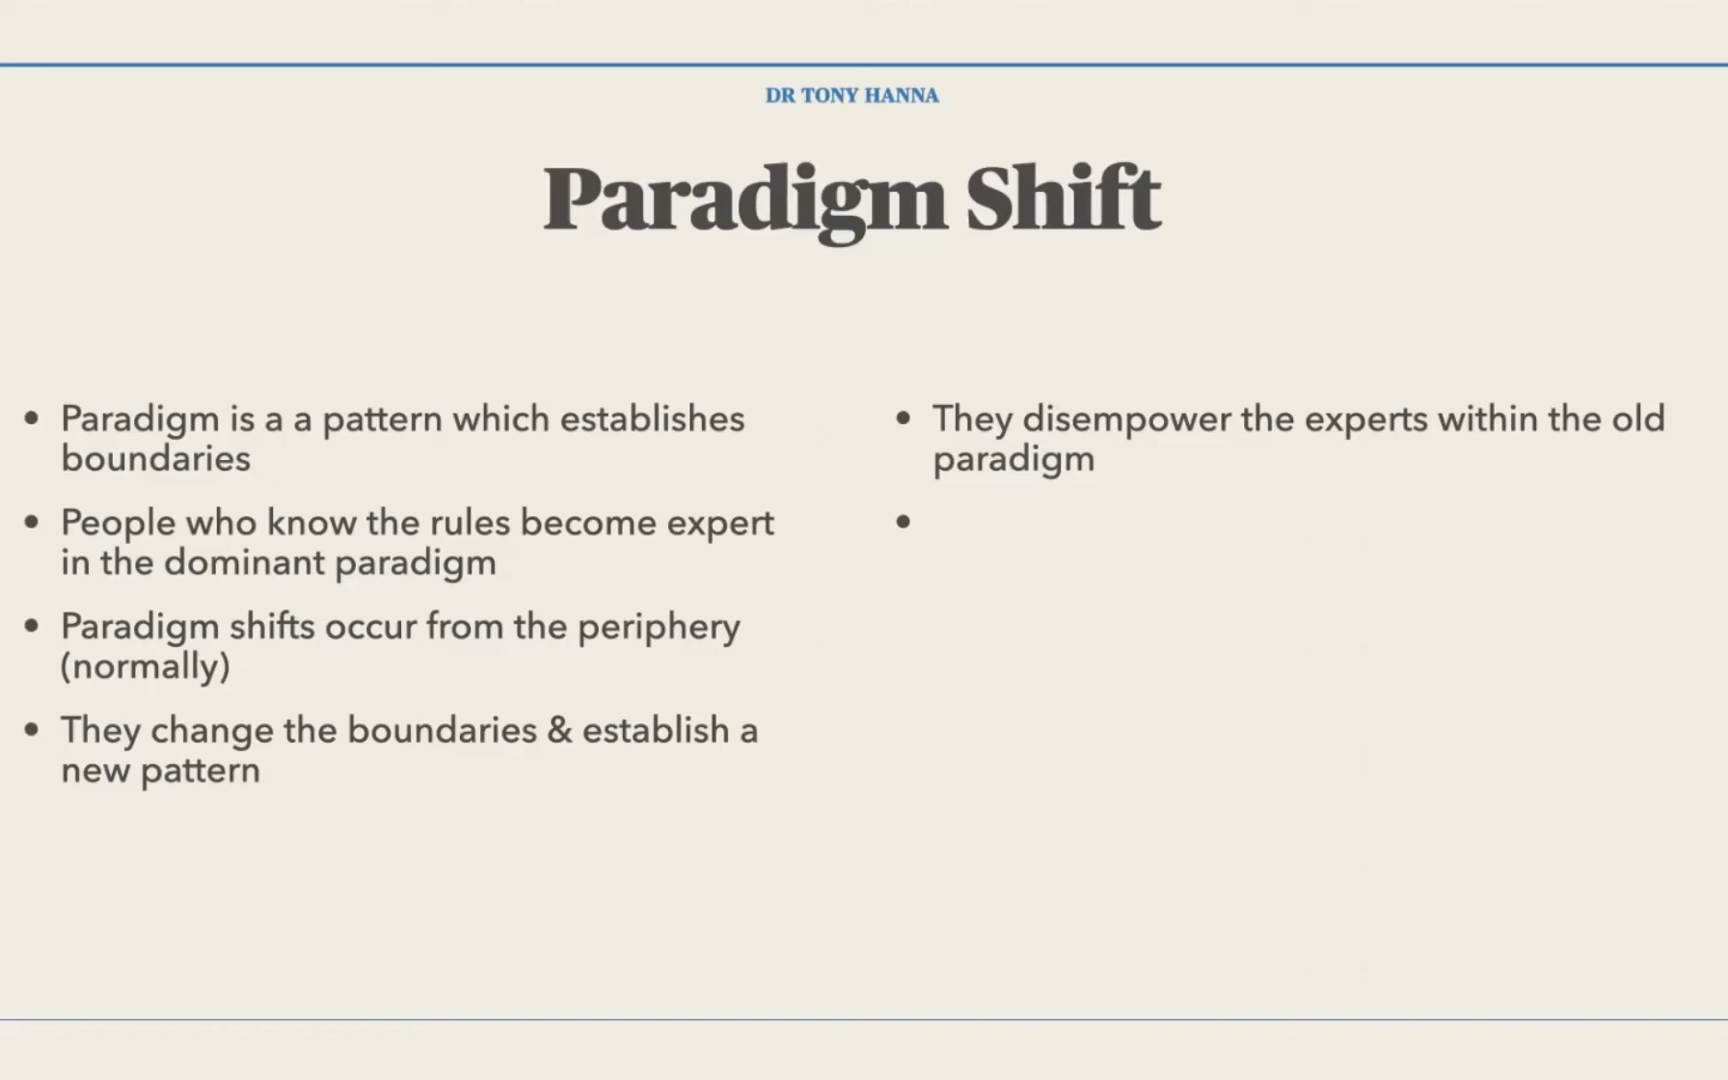 DR TONY HANNA
Paradigm Shift
• Paradigm is a a pattern which establishes
boundaries
• People who know the rules become expert
in the dominant paradigm
• Paradigm shifts occur from the periphery
(normally)
• They change the boundaries & establish a
new pattern
• They disempower the experts within the old
paradigm
•